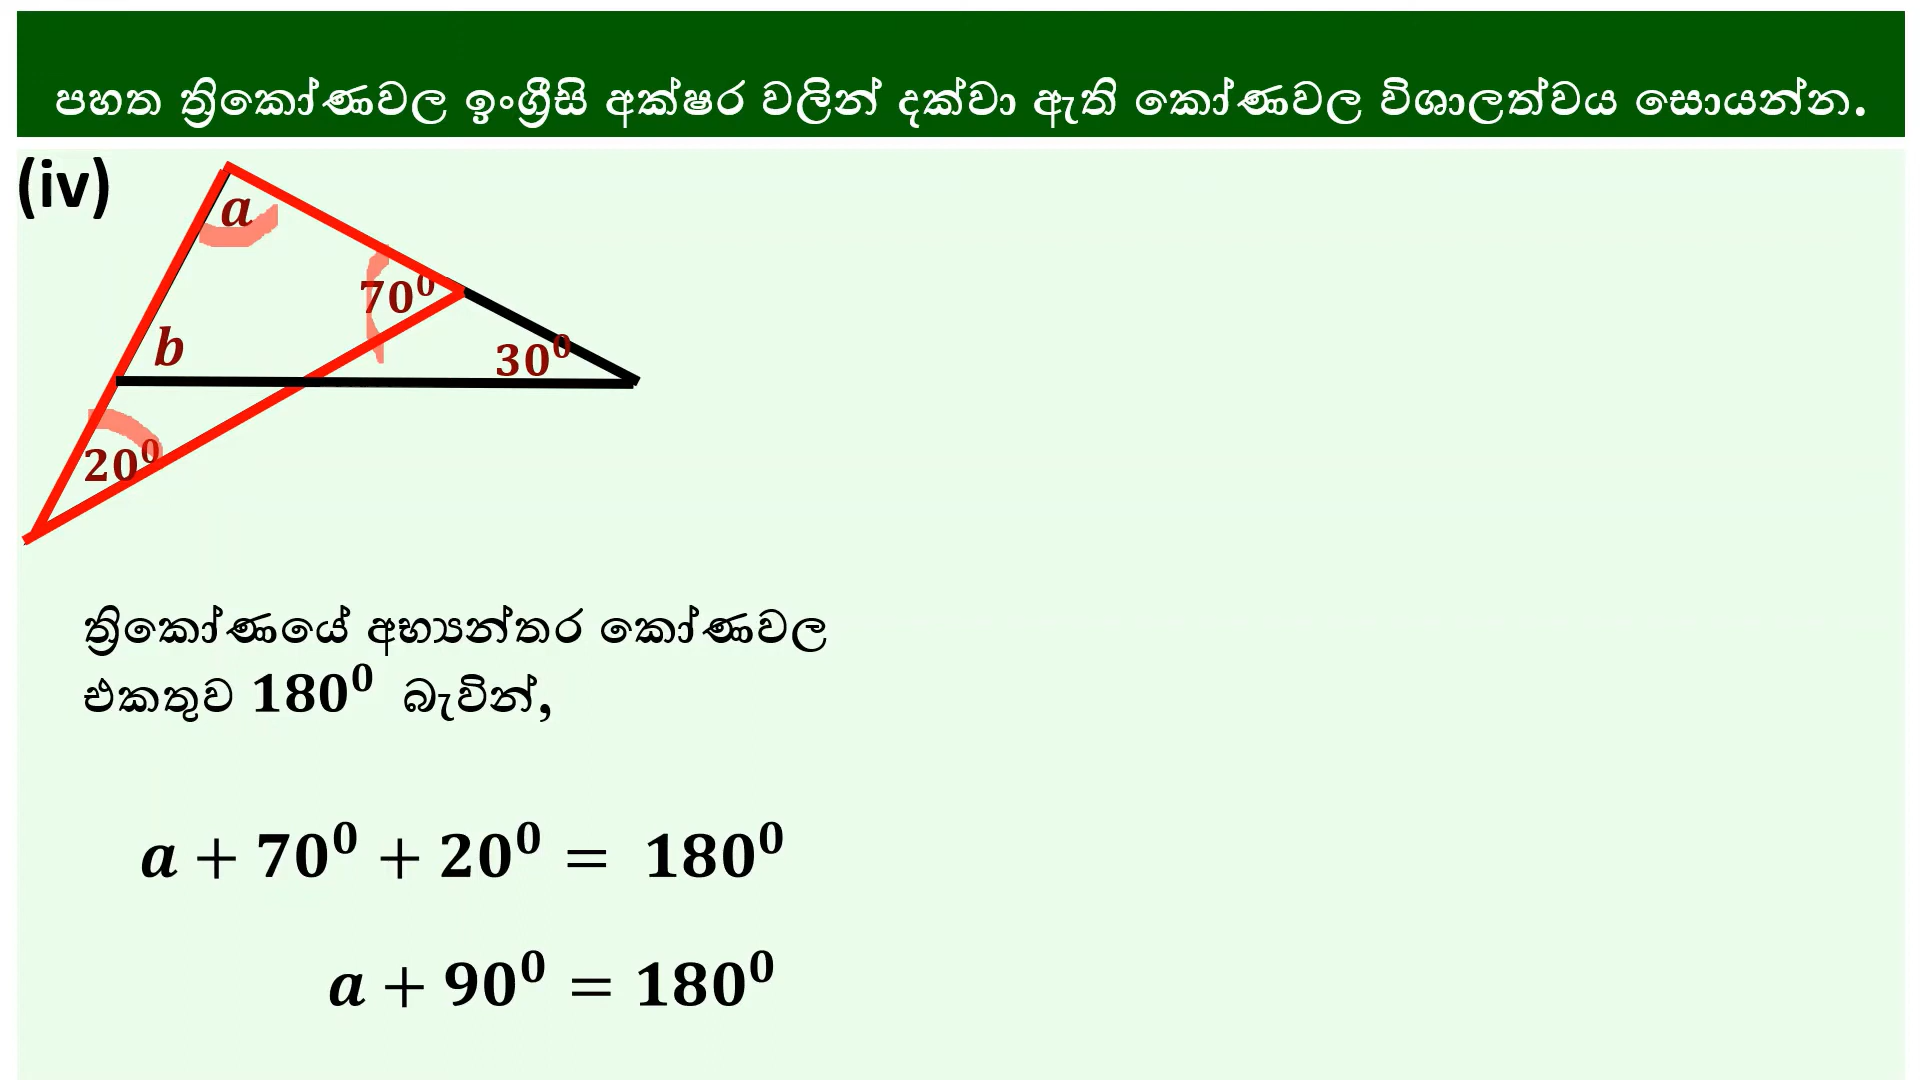 පහත ත්‍රිකෝණවල ඉංග්‍රීසි අක්ෂර වලින් දක්වා ඇති කෝණවල විශාලත්වය සොයන්න.
(iv)
a
70⁰
30⁰
b
20⁰
ත්‍රිකෝණයේ අභ්‍යන්තර කෝණවල
එකතුව 180⁰ බැවින්,
a + 70⁰ + 20⁰ = 180⁰
a + 90⁰ = 180⁰